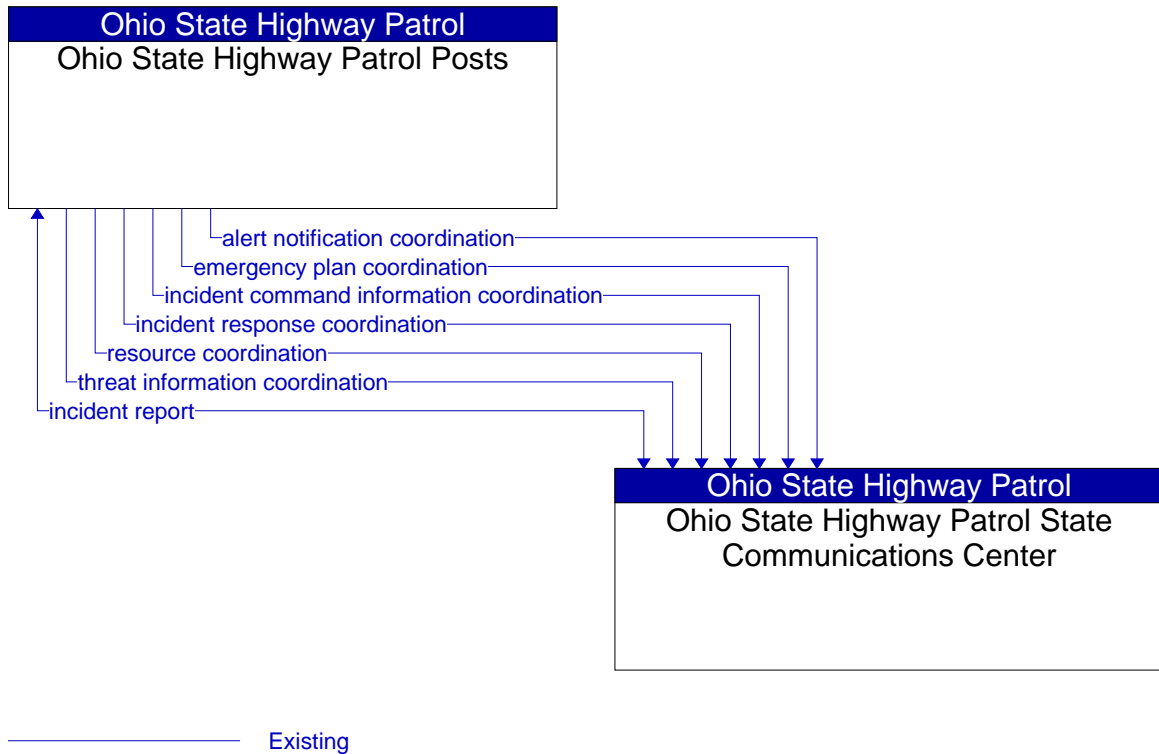 Ohio State Highway Patrol
Ohio State Highway Patrol Posts
alert notification coordination
emergency plan coordination
incident command information coordination
incident response coordination
resource coordination
threat information coordination
incident report
Ohio State Highway Patrol
Ohio State Highway Patrol State
Communications Center
Existing